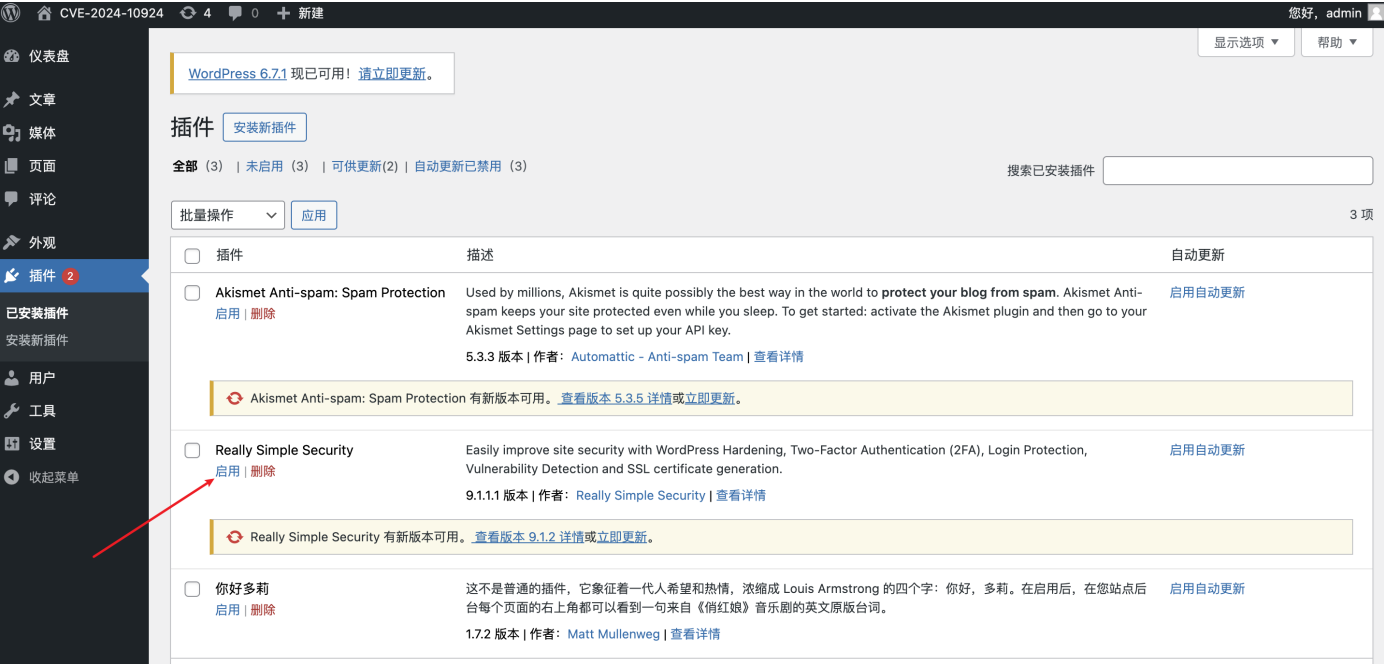 CVE-2024-10924 4 0 新建 您好，admin
显示选项 帮助
仪表盘
文章
媒体
页面
评论
外观
插件 2
已安装插件
安装新插件
用户
工具
设置
收起菜单
WordPress 6.7.1 现已可用！请立即更新。
插件 安装新插件
全部 （3） | 未启用 （3） | 可供更新(2) | 自动更新已禁用 （3）
搜索已安装插件
批量操作 应用
3 项
插件 描述 自动更新
Akismet Anti-spam: Spam Protection
启用 | 删除
Used by millions, Akismet is quite possibly the best way in the world to protect your blog from spam. Akismet Anti-
spam keeps your site protected even while you sleep. To get started: activate the Akismet plugin and then go to your
Akismet Settings page to set up your API key.
5.3.3 版本 | 作者： Automattic - Anti-spam Team | 查看详情
启用自动更新
Akismet Anti-spam: Spam Protection 有新版本可用。 查看版本 5.3.5 详情或立即更新。
Really Simple Security
启用 | 删除
Easily improve site security with WordPress Hardening, Two-Factor Authentication (2FA), Login Protection,
Vulnerability Detection and SSL certificate generation.
9.1.1.1 版本 | 作者： Really Simple Security | 查看详情
启用自动更新
Really Simple Security 有新版本可用。 查看版本 9.1.2 详情或立即更新。
你好多莉
启用 | 删除
这不是普通的插件，它象征着一代人希望和热情，浓缩成 Louis Armstrong 的四个字：你好，多莉。在启用后，在您站点后
台每个页面的右上角都可以看到一句来自《俏红娘》音乐剧的英文原版台词。
1.7.2 版本 | 作者： Matt Mullenweg | 查看详情
启用自动更新